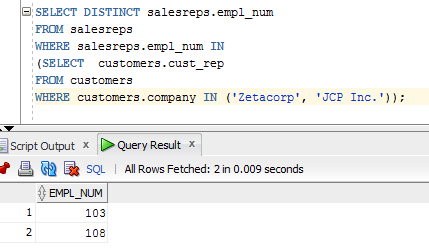 SELECT DISTINCT salesreps.empl_num
FROM salesreps
WHERE salesreps.empl_num IN
(SELECT  customers.cust_rep
FROM customers
WHERE customers.company IN ('Zetacorp', 'JCP Inc.'));
Script Output x Query Result x
SQL | All Rows Fetched: 2 in 0.009 seconds
EMPL_NUM
1 103
2 108